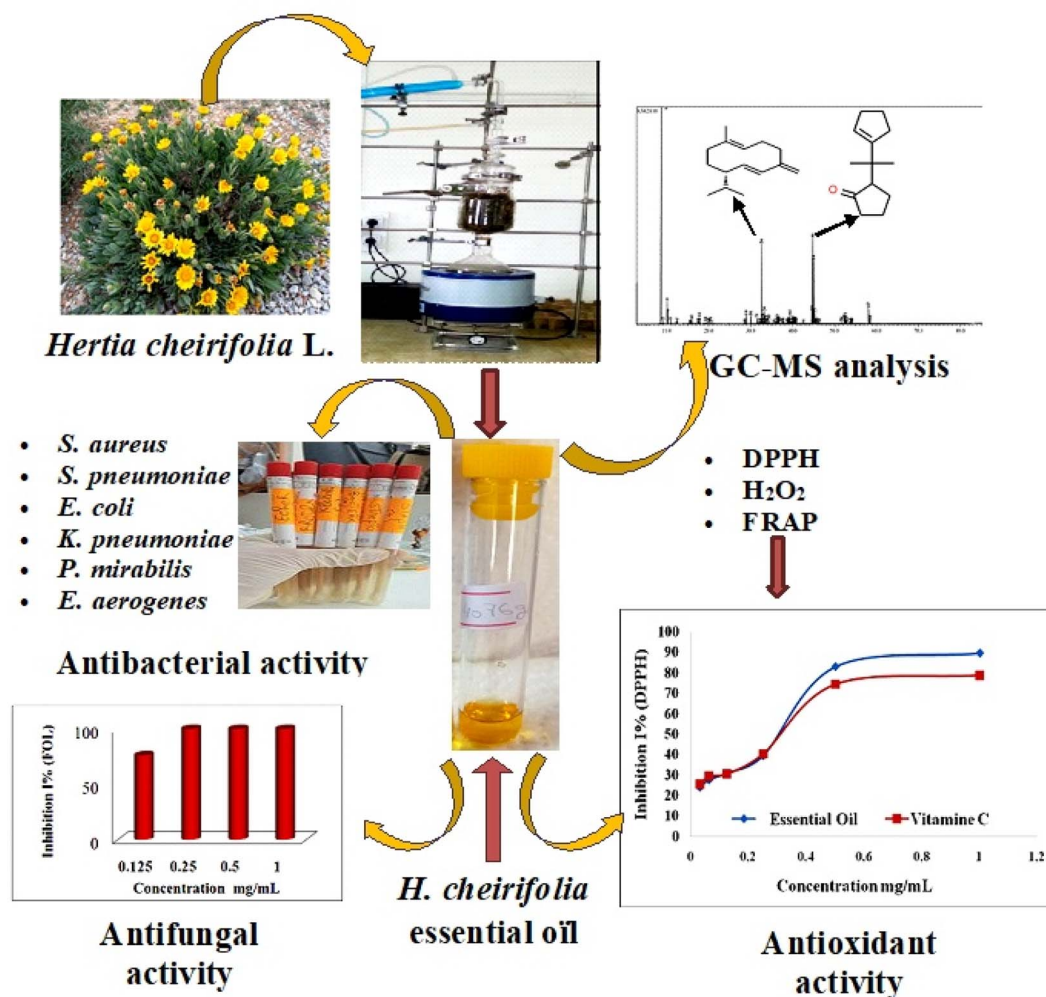 Hertia cheirifolia L.
O
GC-MS analysis
• S. aureus
• S. pneumoniae
• E. coli
• K. pneumoniae
• P. mirabilis
• E. aerogenes
Antibacterial activity
• DPPH
• H₂O₂
• FRAP
Inhibition I% (FOL)
100
50
0
0.125 0.25 0.5 1
Concentration mg/mL
Antifungal
activity
H. cheirifolia
essential oïl
Inhibition I% (DPPH)
100
90
80
70
60
50
40
30
20
10
0
Essential Oil
Vitamine C
0 0.2 0.4 0.6 0.8 1 1.2
Concentration mg/mL
Antioxidant
activity